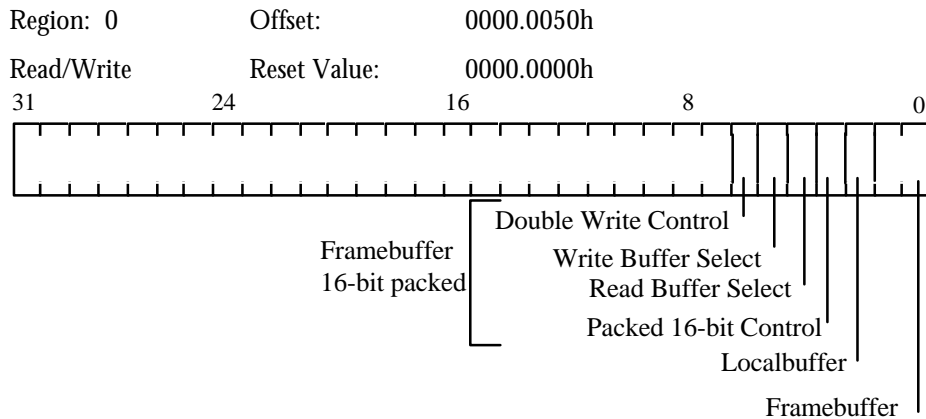 Region: 0 Offset: 0000.0050h
Read/Write Reset Value: 0000.0000h
31 24 16 8 0
Double Write Control
Framebuffer
16-bit packed
Write Buffer Select
Read Buffer Select
Packed 16-bit Control
Localbuffer
Framebuffer